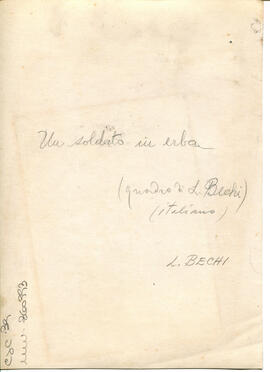 Un soldato in erba
(quadro di L. Bechi)
(italiano)
L. BECHI